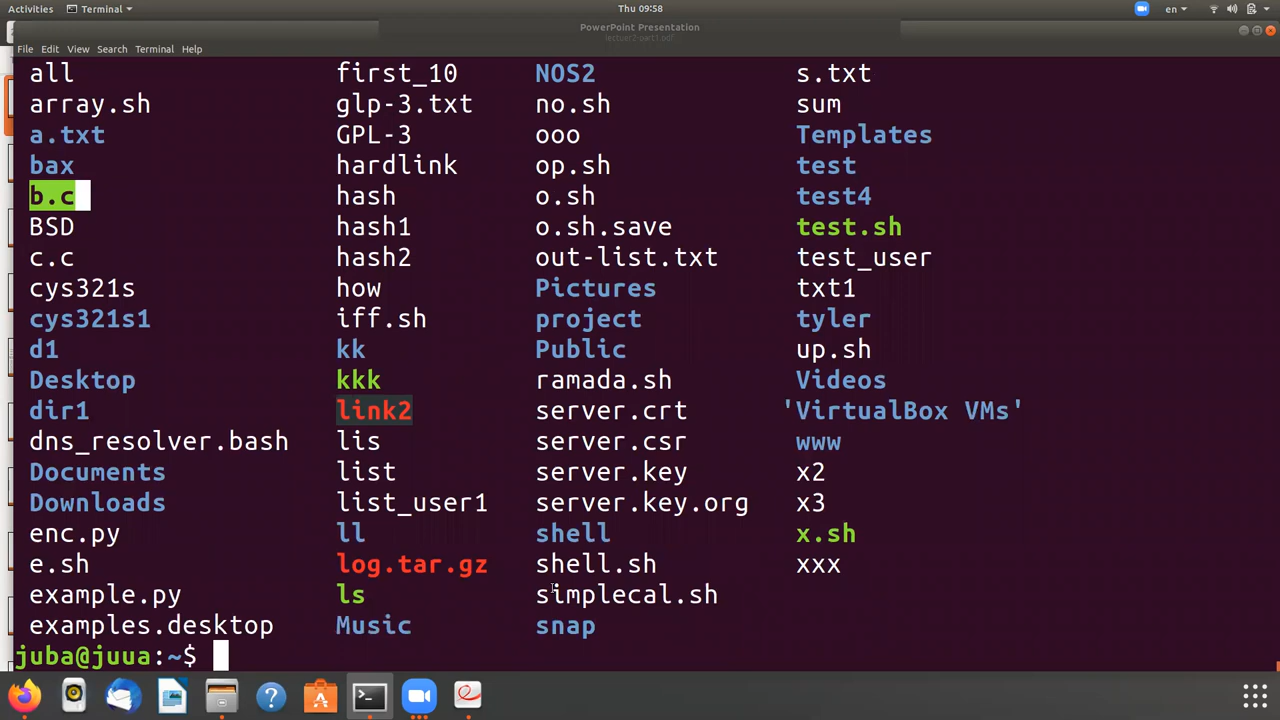 Activities Terminal Thu 09:58 en
PowerPoint Presentation
lectuer2-part1.pdf
File Edit View Search Terminal Help
all first_10 NOS2 s.txt
array.sh glp-3.txt no.sh sum
a.txt GPL-3 ooo Templates
bax hardlink op.sh test
b.c hash o.sh test4
BSD hash1 o.sh.save test.sh
c.c hash2 out-list.txt test_user
cys321s how Pictures txt1
cys321s1 iff.sh project tyler
d1 kk Public up.sh
Desktop kkk ramada.sh Videos
dir1 link2 server.crt 'VirtualBox VMs'
dns_resolver.bash lis server.csr www
Documents list server.key x2
Downloads list_user1 server.key.org x3
enc.py ll shell x.sh
e.sh log.tar.gz shell.sh xxx
example.py ls simplecal.sh
examples.desktop Music snap
juba@juua:~$